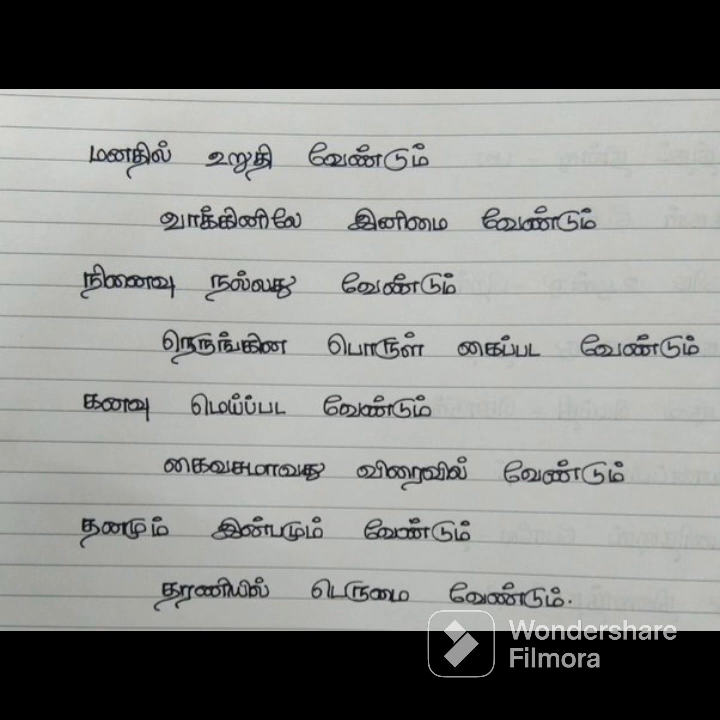 மனதில் உறுதி வேண்டும்
வாக்கினிலே இனிமை வேண்டும்
நினைவு நல்லது வேண்டும்
நெருங்கின பொருள் கைப்பட வேண்டும்
கனவு மெய்ப்பட வேண்டும்
கைவசமாவது விரைவில் வேண்டும்
தனமும் இன்பமும் வேண்டும்
தரணியில் பெருமை வேண்டும்.
Wondershare
Filmora